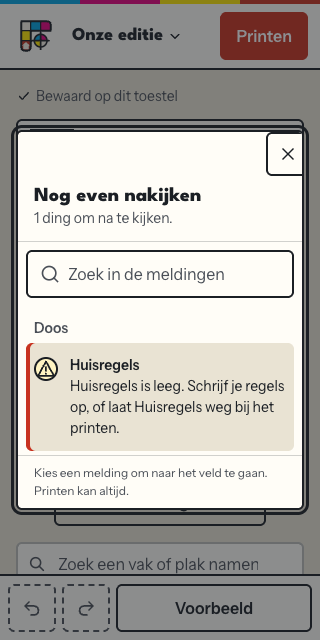 Onze editie
Printen
Bewaard op dit toestel
Nog even nakijken
1 ding om na te kijken.
Zoek in de meldingen
Doos
Huisregels
Huisregels is leeg. Schrijf je regels
op, of laat Huisregels weg bij het
printen.
Kies een melding om naar het veld te gaan.
Printen kan altijd.
Zoek een vak of plak namen
Voorbeeld